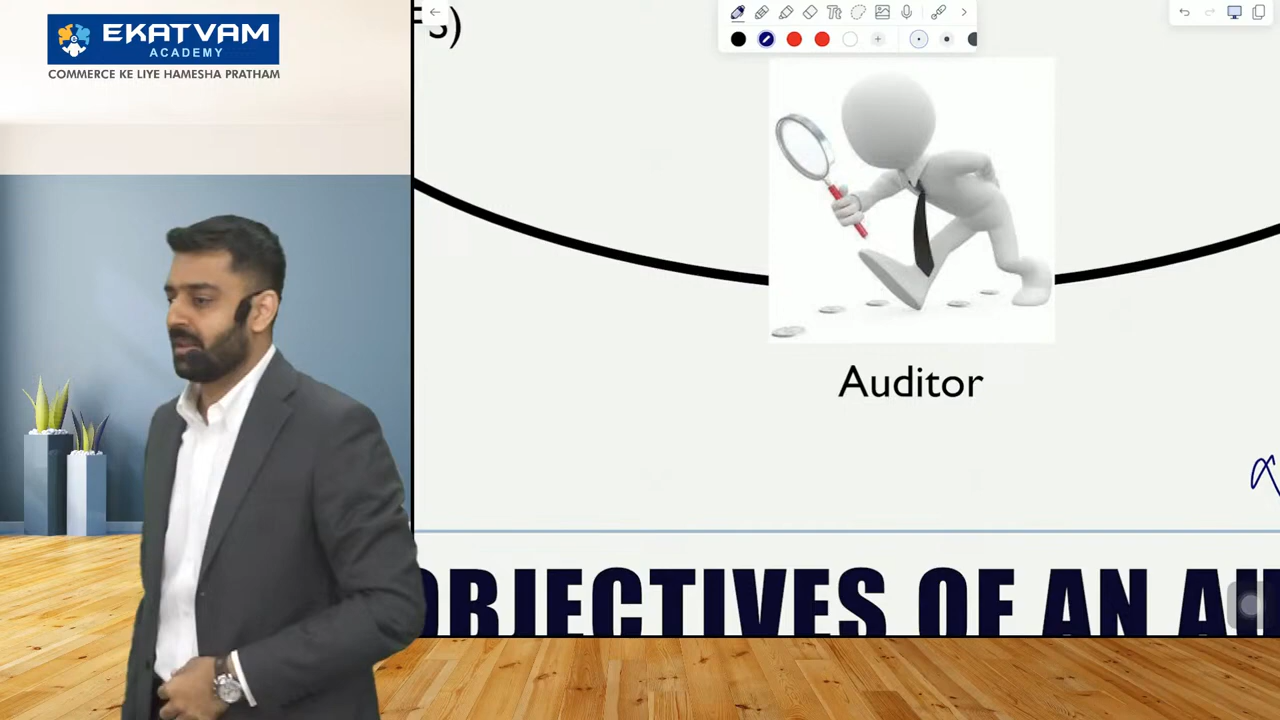 EKATVAM
ACADEMY
COMMERCE KE LIYE HAMESHA PRATHAM
Auditor
OBJECTIVES OF AN AU